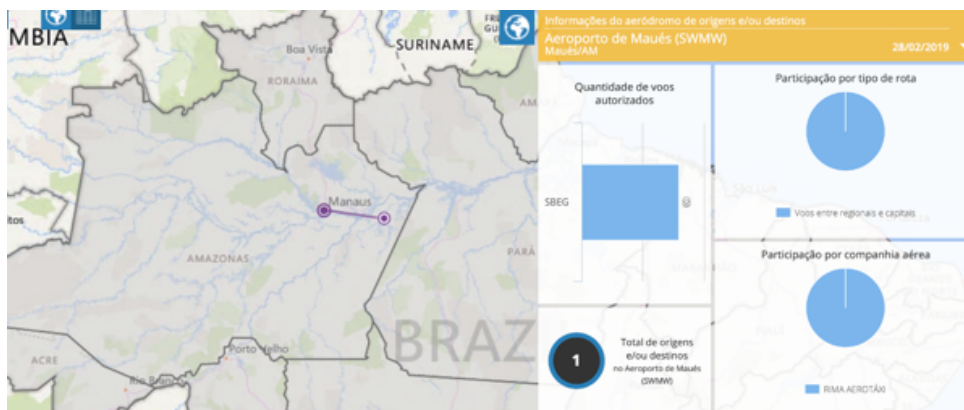 MBIA
Boa Vista
RORAIMA
SURINAME
Manaus
AMAZONAS
PARÁ
BRAZ
Porto Velho
ACRE
Rio Branco
Informações do aeródromo de origens e/ou destinos
Aeroporto de Maués (SWMW)
Maués/AM
28/02/2019
Quantidade de voos
autorizados
SBEG
Participação por tipo de rota
Voos entre regionais e capitais
Total de origens
e/ou destinos
no Aeroporto de Maués
(SWMW)
1
Participação por companhia aérea
RIMA AEROTÁXI